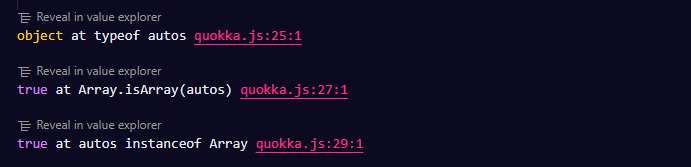 Reveal in value explorer
object at typeof autos quokka.js:25:1
Reveal in value explorer
true at Array.isArray(autos) quokka.js:27:1
Reveal in value explorer
true at autos instanceof Array quokka.js:29:1